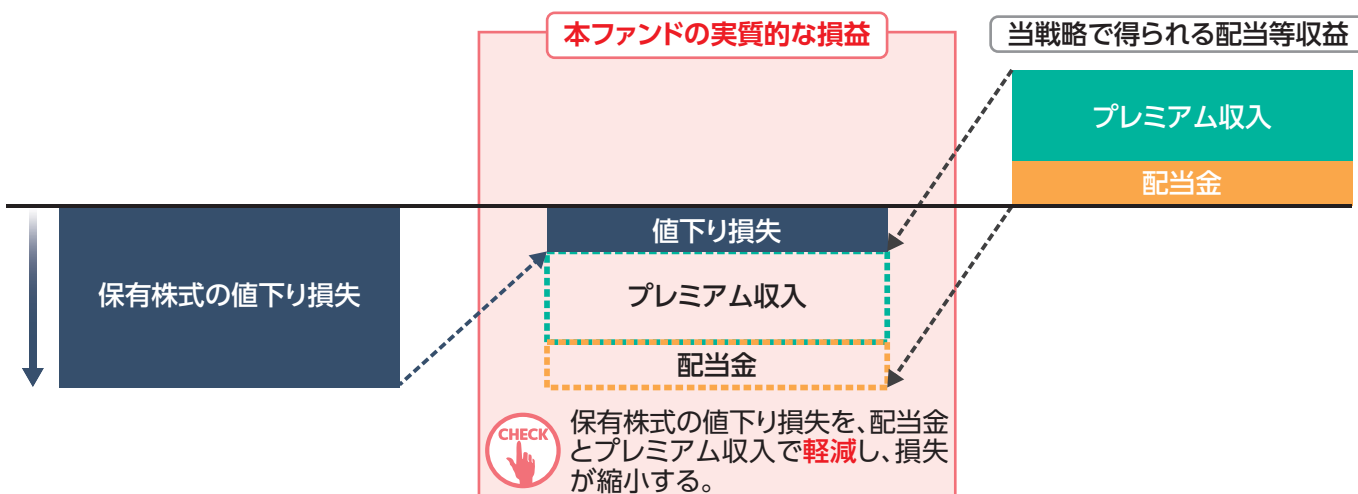 本ファンドの実質的な損益
当戦略で得られる配当等収益
プレミアム収入
配当金
保有株式の値下り損失
値下り損失
プレミアム収入
配当金
CHECK
保有株式の値下り損失を、配当金
とプレミアム収入で軽減し、損失
が縮小する。